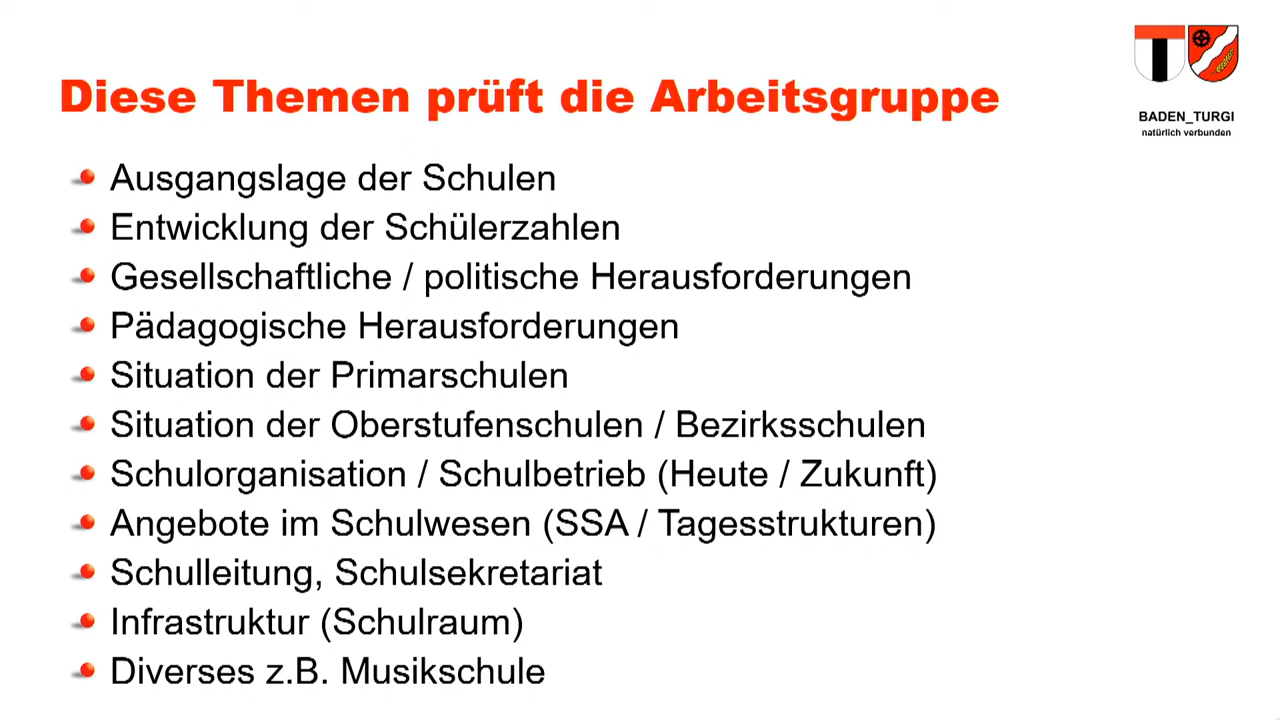 Diese Themen prüft die Arbeitsgruppe
BADEN_TURGI
natürlich verbunden
Ausgangslage der Schulen
Entwicklung der Schülerzahlen
Gesellschaftliche / politische Herausforderungen
Pädagogische Herausforderungen
Situation der Primarschulen
Situation der Oberstufenschulen / Bezirksschulen
Schulorganisation / Schulbetrieb (Heute / Zukunft)
Angebote im Schulwesen (SSA / Tagesstrukturen)
Schulleitung, Schulsekretariat
Infrastruktur (Schulraum)
Diverses z.B. Musikschule